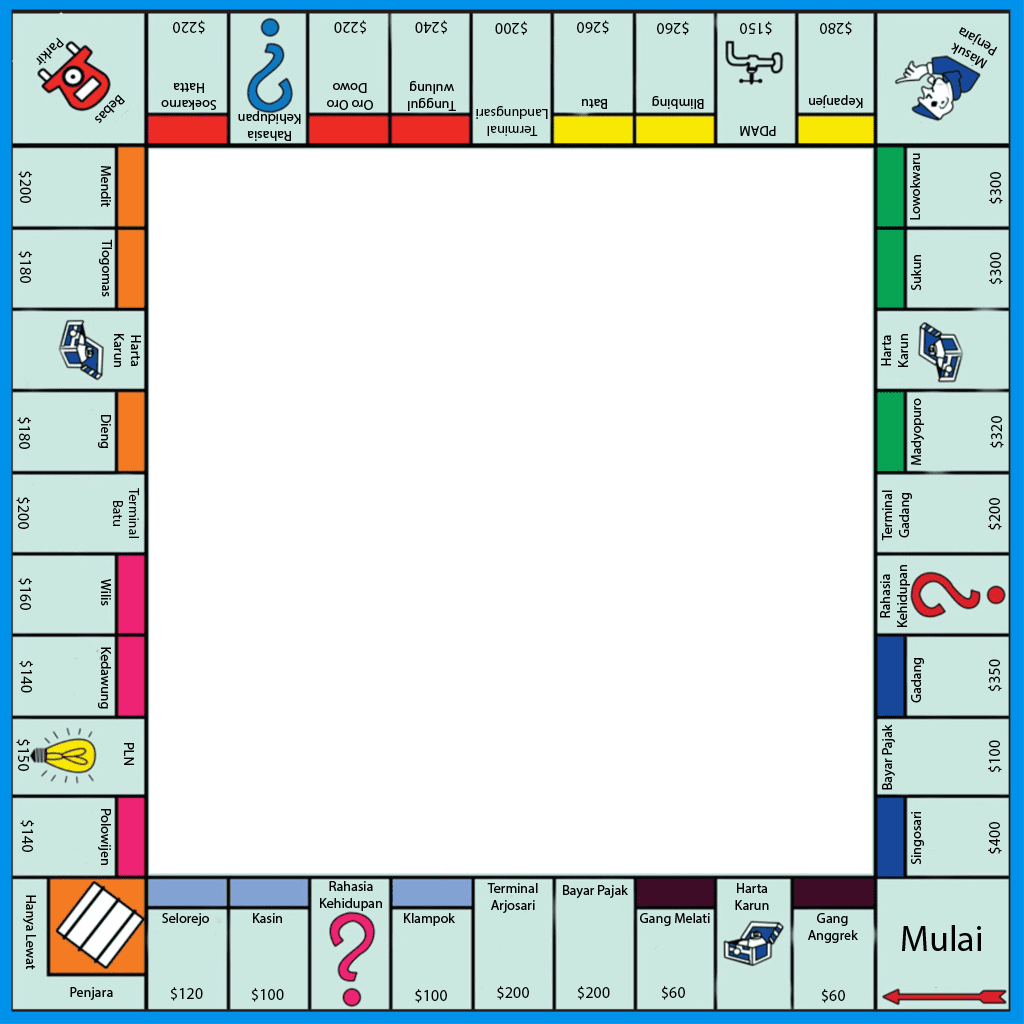 Bebas
Parkir
$220
Soekarno
Hatta
Rahasia
Kehidupan
$220
Oro Oro
Dowo
$240
Tunggul
wulung
$200
Terminal
Landungsari
$260
Batu
$260
Blimbing
$150
PDAM
$280
Kepanjen
Masuk
Penjara
Mendit
$200
Tlogomas
$180
Harta
Karun
Dieng
$180
Terminal
Batu
$200
Wilis
$160
Kedawung
$140
PLN
$150
Polowijen
$140
Lowokwaru
$300
Sukun
$300
Harta
Karun
Madyopuro
$320
Terminal
Gadang
$200
Rahasia
Kehidupan
Gadang
$350
Bayar Pajak
$100
Singosari
$400
Hanya Lewat
Penjara
Selorejo
$120
Kasin
$100
Rahasia
Kehidupan
Klampok
$100
Terminal
Arjosari
$200
Bayar Pajak
$200
Gang Melati
$60
Harta
Karun
Gang
Anggrek
$60
Mulai